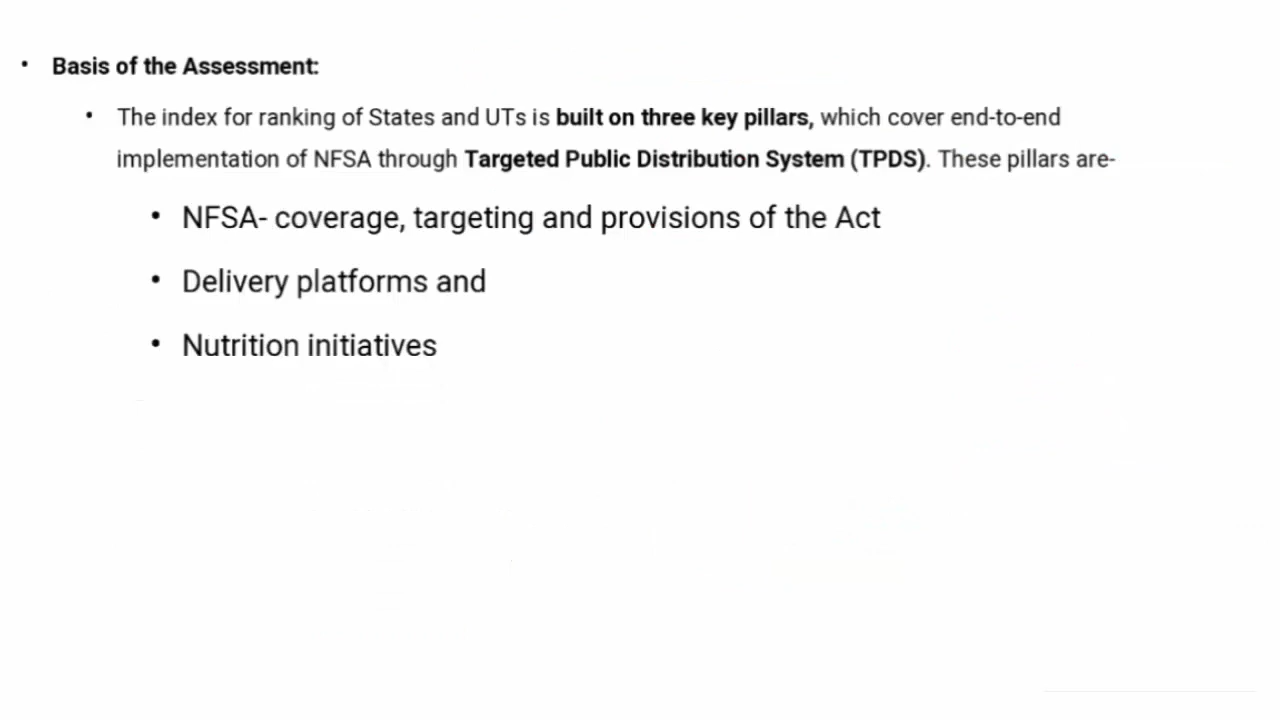 • Basis of the Assessment:
• The index for ranking of States and UTs is built on three key pillars, which cover end-to-end
implementation of NFSA through Targeted Public Distribution System (TPDS). These pillars are-
• NFSA- coverage, targeting and provisions of the Act
• Delivery platforms and
• Nutrition initiatives